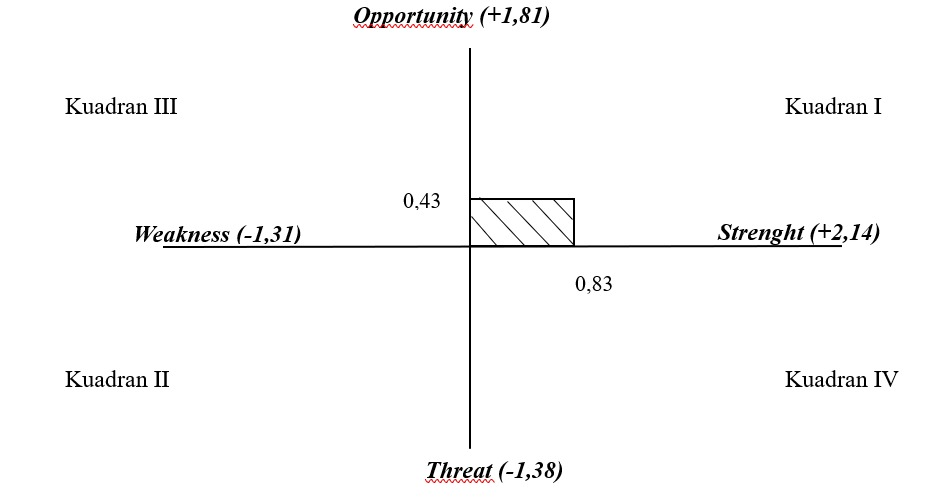 Opportunity (+1,81)
Kuadran III
Kuadran I
0,43
Weakness (-1,31)
Strenght (+2,14)
0,83
Kuadran II
Kuadran IV
Threat (-1,38)